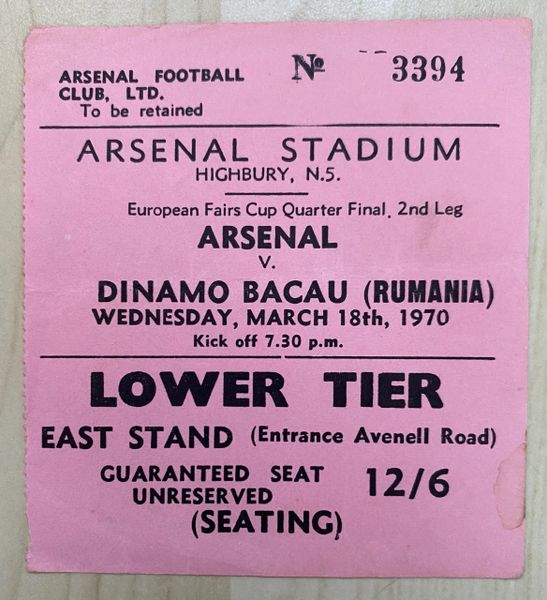 ARSENAL FOOTBALL
CLUB, LTD.
To be retained
Nº 3394
ARSENAL STADIUM
HIGHBURY, N.5.
European Fairs Cup Quarter Final, 2nd Leg
ARSENAL
V.
DINAMO BACAU (RUMANIA)
WEDNESDAY, MARCH 18th, 1970
Kick off 7.30 p.m.
LOWER TIER
EAST STAND (Entrance Avenell Road)
GUARANTEED SEAT
UNRESERVED
12/6
(SEATING)